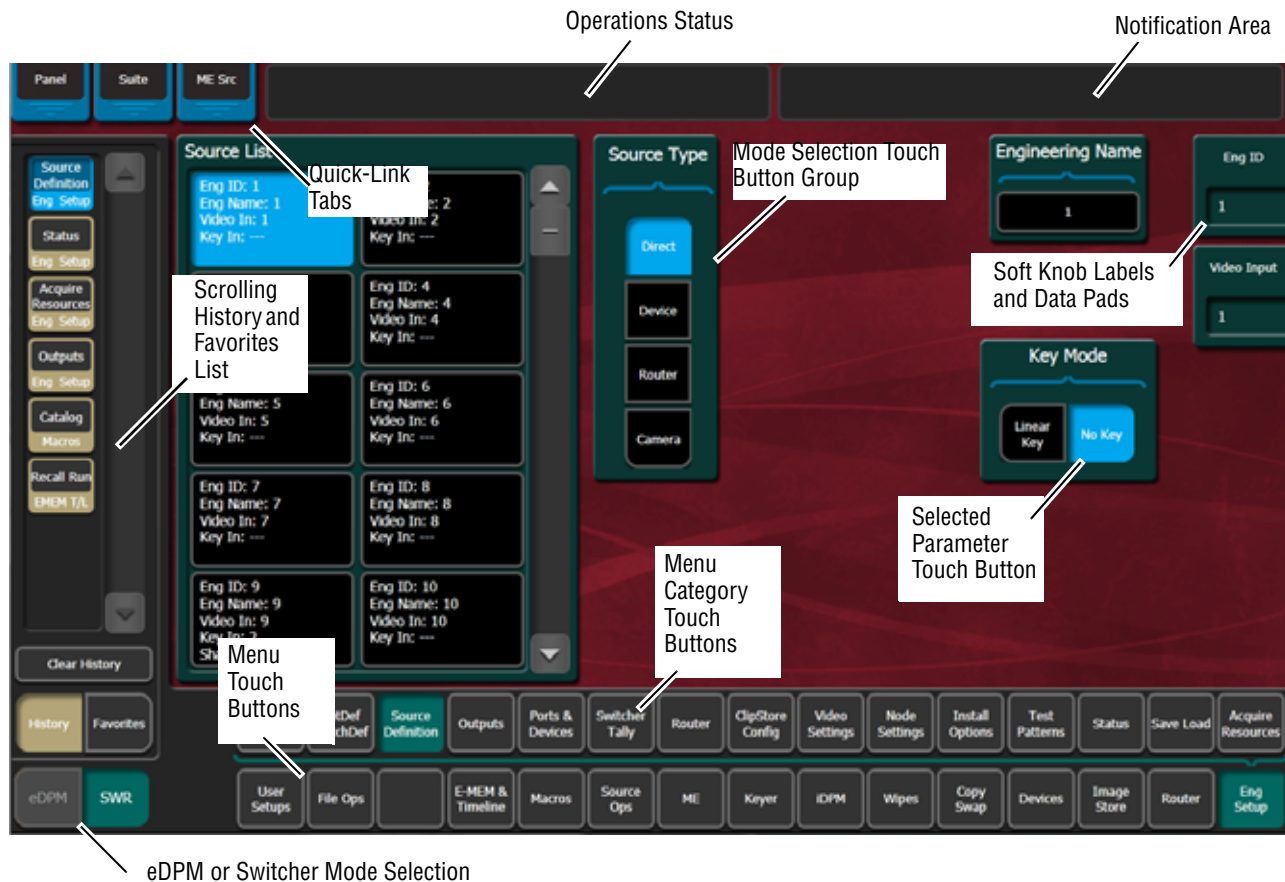 Operations Status
Notification Area
Panel
Suite
ME Src
Source
Definition
Eng Setup
Status
Eng Setup
Acquire
Resources
Eng Setup
Outputs
Eng Setup
Catalog
Macros
Recall Run
EMEM T/L
Clear History
History
Favorites
eDPM
SWR
Scrolling
History and
Favorites
List
Source List
Quick-Link
Tabs
Eng ID: 1
Eng Name: 1
Video In: 1
Key In: ---
2
Video In: 2
Key In: ---
Eng ID: 4
Eng Name: 4
Video In: 4
Key In: ---
Eng Name: 5
Video In: 5
Key In: ---
Eng ID: 6
Eng Name: 6
Video In: 6
Key In: ---
Eng ID: 7
Eng Name: 7
Video In: 7
Key In: ---
Eng ID: 8
Eng Name: 8
Video In: 8
Key In: ---
Eng ID: 9
Eng Name: 9
Video In: 9
Key In: 2
Eng ID: 10
Eng Name: 10
Video In: 10
Key In: ---
Source Type
Direct
Device
Router
Camera
Mode Selection Touch
Button Group
Engineering Name
1
Eng ID
1
Soft Knob Labels
and Data Pads
Video Input
1
Key Mode
Linear
Key
No Key
Selected
Parameter
Touch Button
Menu
Category
Touch
Buttons
Menu
Touch
Buttons
Source
Definition
Outputs
Ports &
Devices
Switcher
Tally
Router
ClipStore
Config
Video
Settings
Node
Settings
Install
Options
Test
Patterns
Status
Save Load
Acquire
Resources
User
Setups
File Ops
E-MEM &
Timeline
Macros
Source
Ops
ME
Keyer
iDPM
Wipes
Copy
Swap
Devices
Image
Store
Router
Eng
Setup
eDPM or Switcher Mode Selection